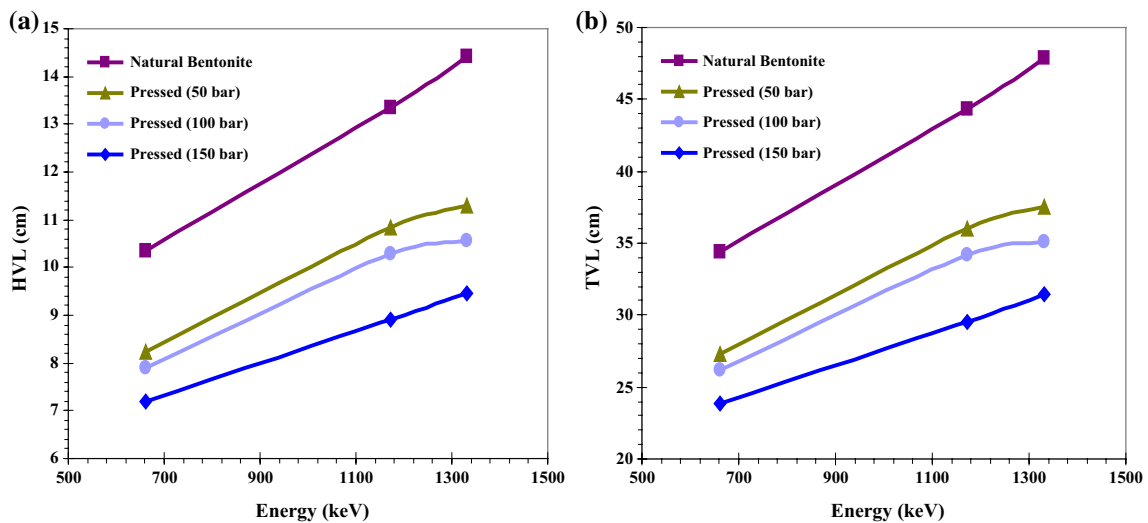 (a)
15
14
13
12
11
10
9
8
7
6
HVL (cm)
Natural Bentonite
Pressed (50 bar)
Pressed (100 bar)
Pressed (150 bar)
500 700 900 1100 1300 1500
Energy (keV)
(b)
50
45
40
35
30
25
20
TVL (cm)
Natural Bentonite
Pressed (50 bar)
Pressed (100 bar)
Pressed (150 bar)
500 700 900 1100 1300 1500
Energy (keV)